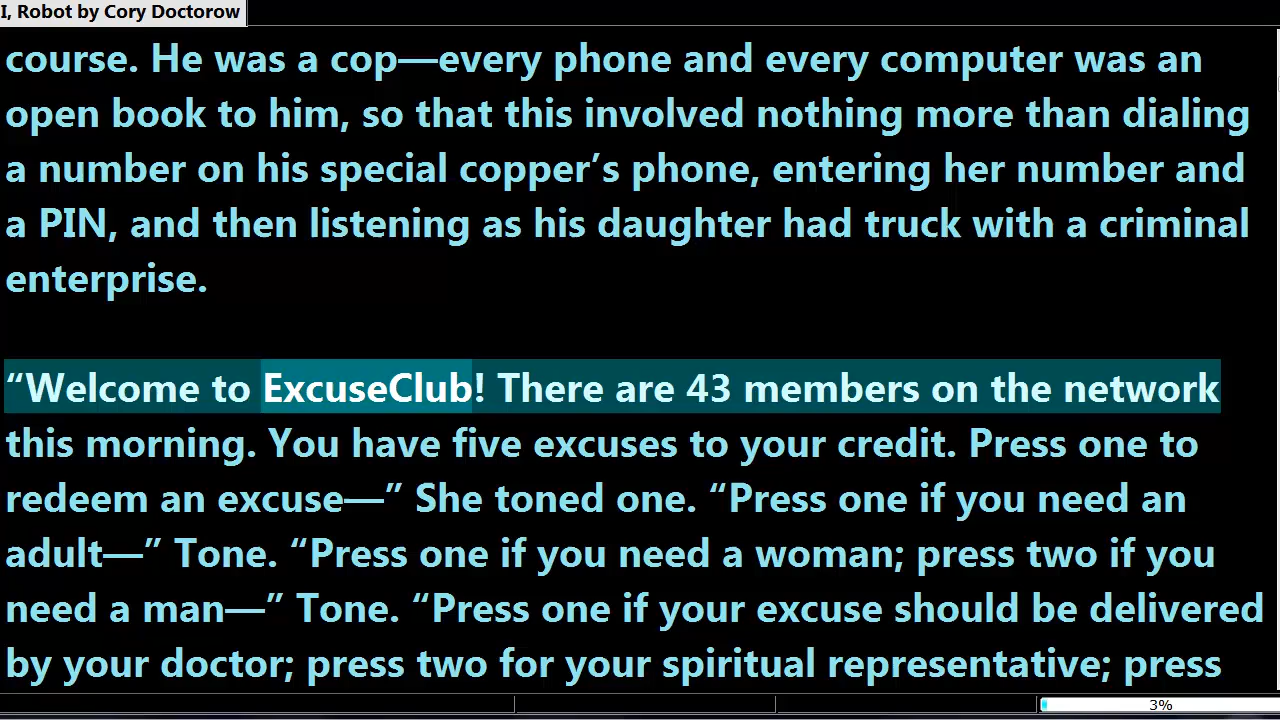 I, Robot by Cory Doctorow
course. He was a cop—every phone and every computer was an
open book to him, so that this involved nothing more than dialing
a number on his special copper’s phone, entering her number and
a PIN, and then listening as his daughter had truck with a criminal
enterprise.
“Welcome to ExcuseClub! There are 43 members on the network
this morning. You have five excuses to your credit. Press one to
redeem an excuse—” She toned one. “Press one if you need an
adult—” Tone. “Press one if you need a woman; press two if you
need a man—” Tone. “Press one if your excuse should be delivered
by your doctor; press two for your spiritual representative; press
3%